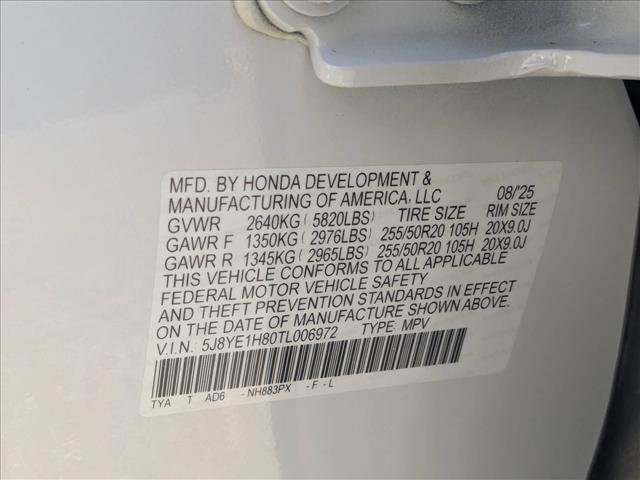 MFD. BY HONDA DEVELOPMENT &
MANUFACTURING OF AMERICA, LLC 08/'25
GVWR 2640KG ( 5820LBS) TIRE SIZE RIM SIZE
GAWR F 1350KG ( 2976LBS) 255/50R20 105H 20X9.0J
GAWR R 1345KG ( 2965LBS) 255/50R20 105H 20X9.0J
THIS VEHICLE CONFORMS TO ALL APPLICABLE
FEDERAL MOTOR VEHICLE SAFETY
AND THEFT PREVENTION STANDARDS IN EFFECT
ON THE DATE OF MANUFACTURE SHOWN ABOVE.
V.I.N. : 5J8YE1H80TL006972 TYPE: MPV
TYA T AD6 - NH883PX - F - L